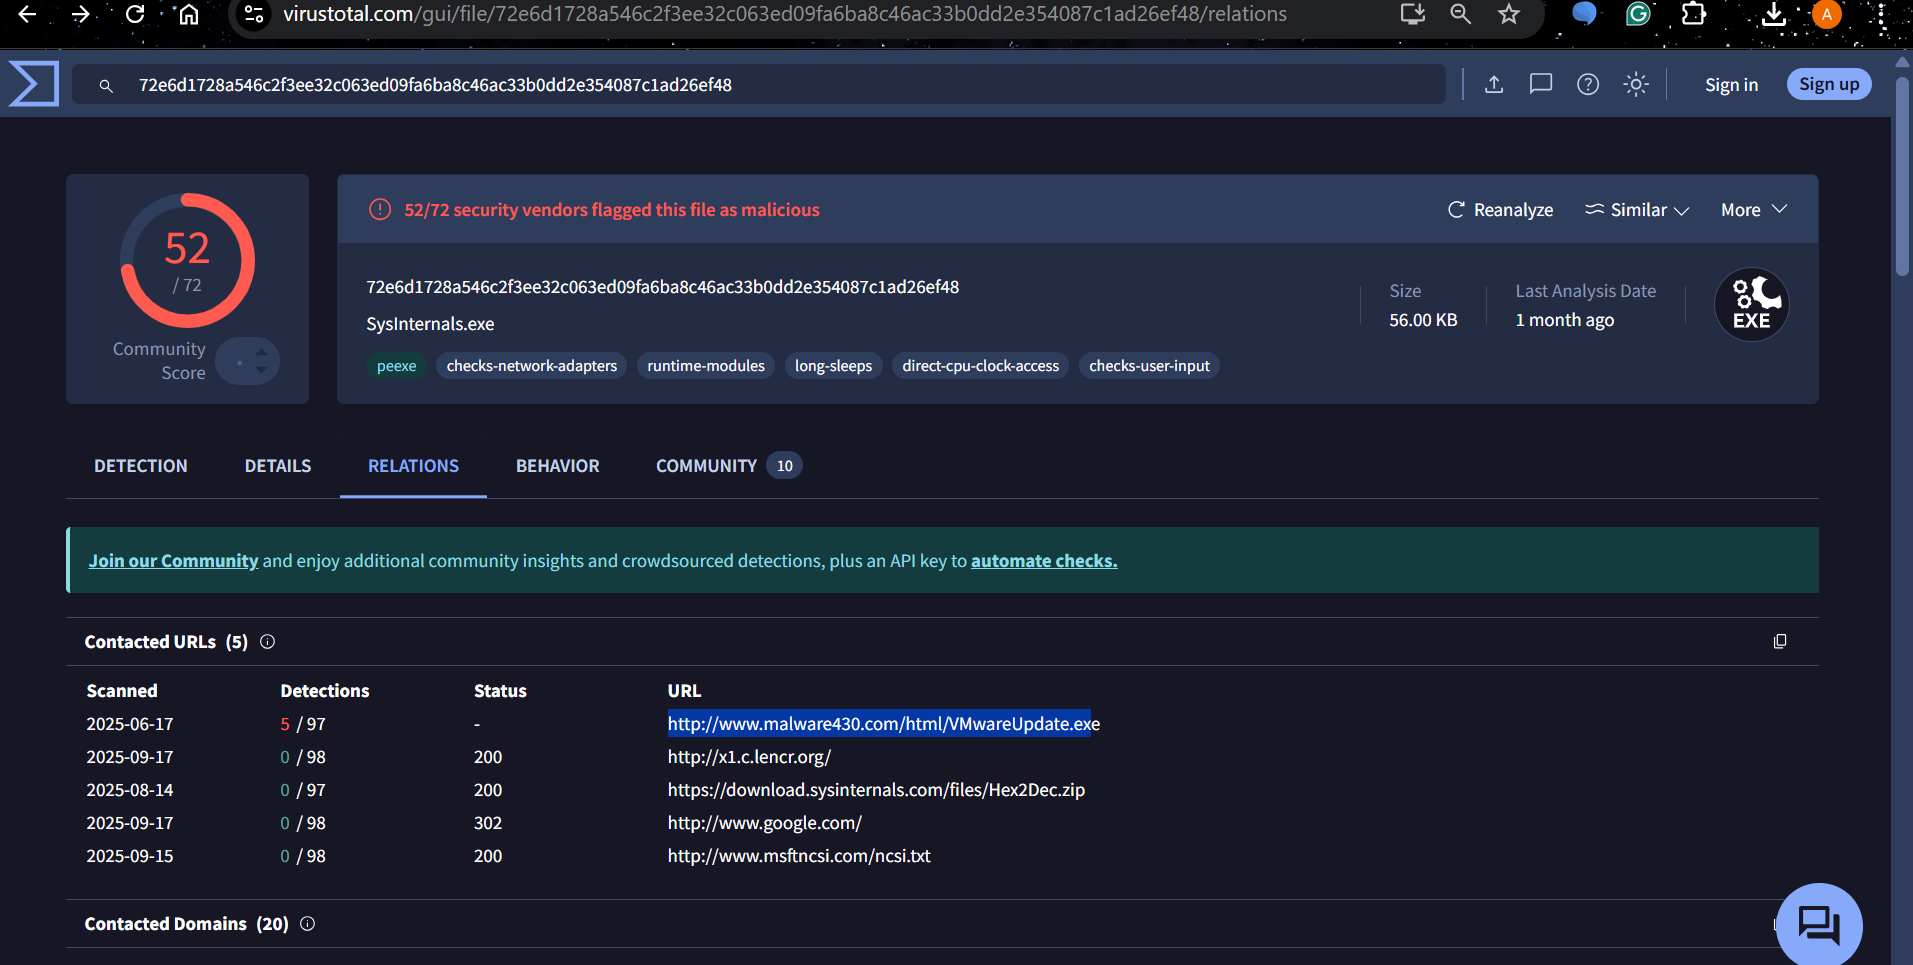 virustotal.com/gui/file/72e6d1728a546c2f3ee32c063ed09fa6ba8c46ac33b0dd2e354087c1ad26ef48/relations
G
A
72e6d1728a546c2f3ee32c063ed09fa6ba8c46ac33b0dd2e354087c1ad26ef48
Sign in
Sign up
52
/ 72
Community
Score
52/72 security vendors flagged this file as malicious
Reanalyze
Similar
More
72e6d1728a546c2f3ee32c063ed09fa6ba8c46ac33b0dd2e354087c1ad26ef48
SysInternals.exe
peexe checks-network-adapters runtime-modules long-sleeps direct-cpu-clock-access checks-user-input
Size
56.00 KB
Last Analysis Date
1 month ago
EXE
DETECTION DETAILS RELATIONS BEHAVIOR COMMUNITY 10
Join our Community and enjoy additional community insights and crowdsourced detections, plus an API key to automate checks.
Contacted URLs (5)
Scanned Detections Status URL
2025-06-17 5 / 97 - http://www.malware430.com/html/VMwareUpdate.exe
2025-09-17 0 / 98 200 http://x1.c.lencr.org/
2025-08-14 0 / 97 200 https://download.sysinternals.com/files/Hex2Dec.zip
2025-09-17 0 / 98 302 http://www.google.com/
2025-09-15 0 / 98 200 http://www.msftncsi.com/ncsi.txt
Contacted Domains (20)